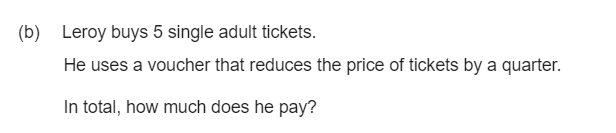 (b) Leroy buys 5 single adult tickets.
He uses a voucher that reduces the price of tickets by a quarter.
In total, how much does he pay?